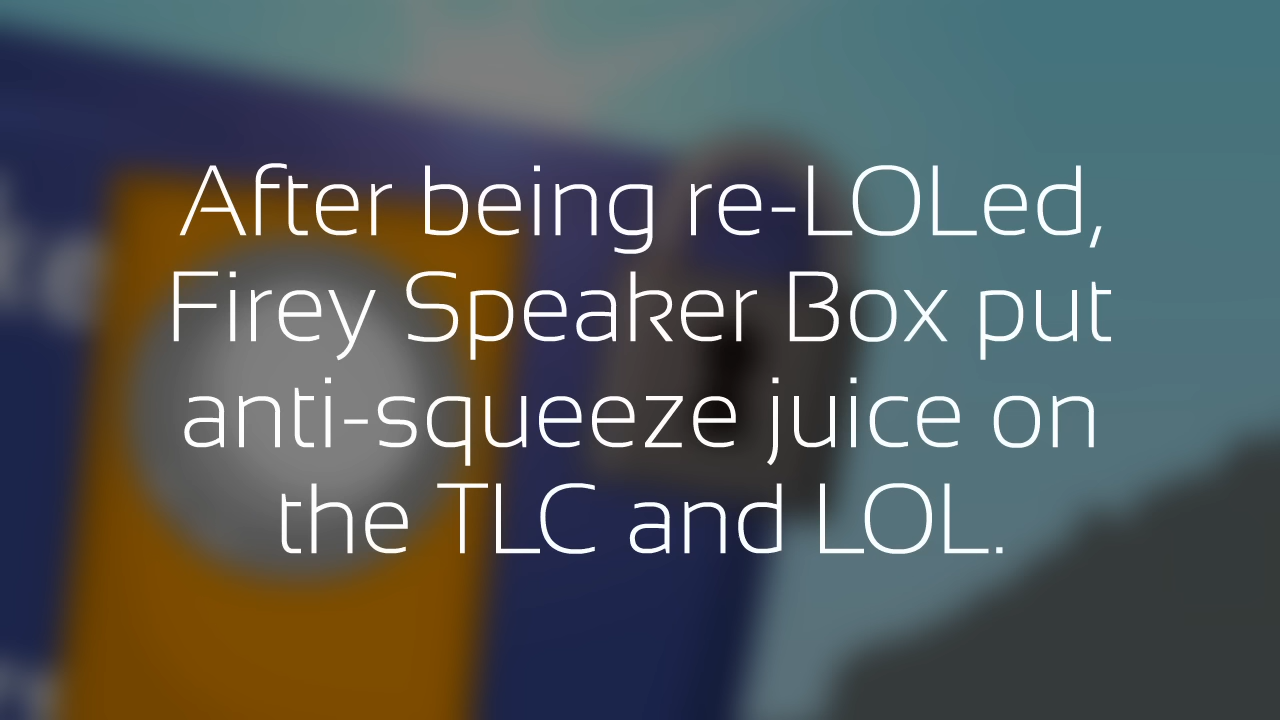 After being re-LOLed,
Firey Speaker Box put
anti-squeeze juice on
the TLC and LOL.